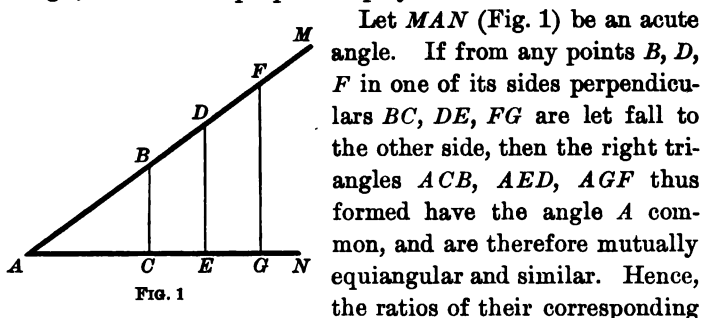 Let MAN (Fig. 1) be an acute
angle. If from any points B, D,
F in one of its sides perpendicu-
lars BC, DE, FG are let fall to
the other side, then the right tri-
angles ACB, AED, AGF thus
formed have the angle A com-
mon, and are therefore mutually
equiangular and similar. Hence,
the ratios of their corresponding
M
F
D
B
A C E G N
FIG. 1